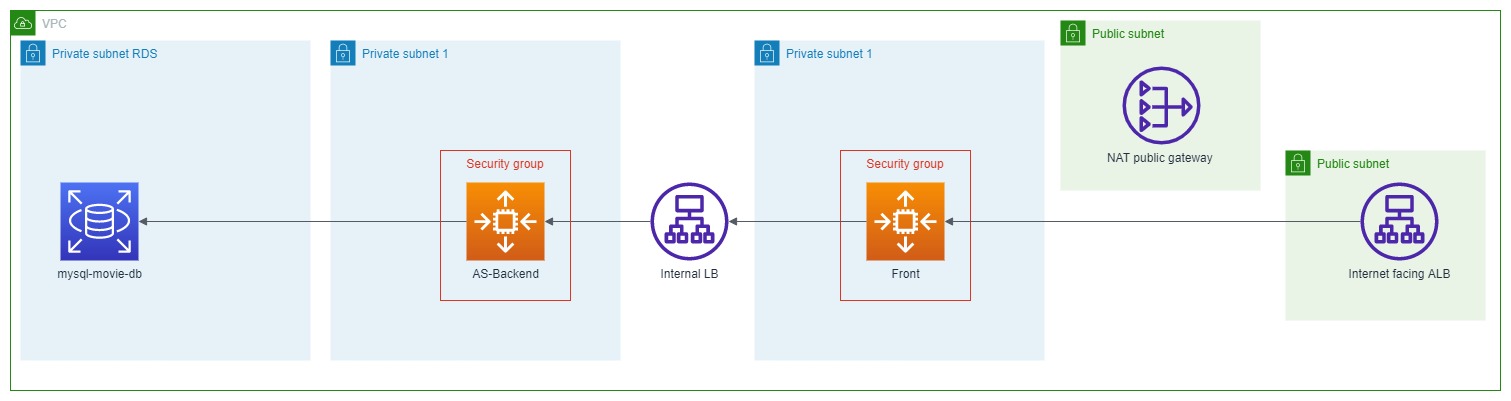 VPC
Private subnet RDS
Private subnet 1
Private subnet 1
Public subnet
NAT public gateway
Security group
Security group
Public subnet
mysql-movie-db
AS-Backend
Internal LB
Front
Internet facing ALB